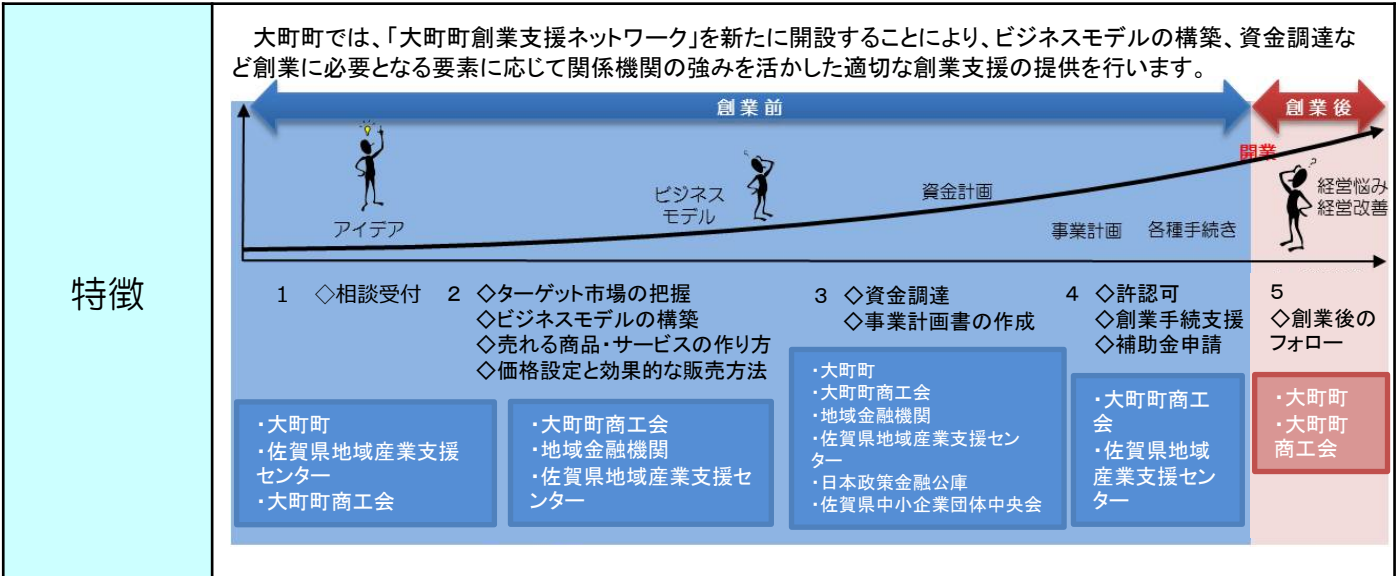 特徴
大町町では、「大町町創業支援ネットワーク」を新たに開設することにより、ビジネスモデルの構築、資金調達な
ど創業に必要となる要素に応じて関係機関の強みを活かした適切な創業支援の提供を行います。
創業前
創業後
開業
アイデア
ビジネス
モデル
資金計画
事業計画
各種手続き
経営悩み
経営改善
1 ◇相談受付
2 ◇ターゲット市場の把握
◇ビジネスモデルの構築
◇売れる商品・サービスの作り方
◇価格設定と効果的な販売方法
3 ◇資金調達
◇事業計画書の作成
4 ◇許認可
◇創業手続支援
◇補助金申請
5
◇創業後の
フォロー
・大町町
・佐賀県地域産業支援
センター
・大町町商工会
・大町町商工会
・地域金融機関
・佐賀県地域産業支援セ
ンター
・大町町
・大町町商工会
・地域金融機関
・佐賀県地域産業支援セン
ター
・日本政策金融公庫
・佐賀県中小企業団体中央会
・大町町商工
会
・佐賀県地域
産業支援セン
ター
・大町町
・大町町
商工会